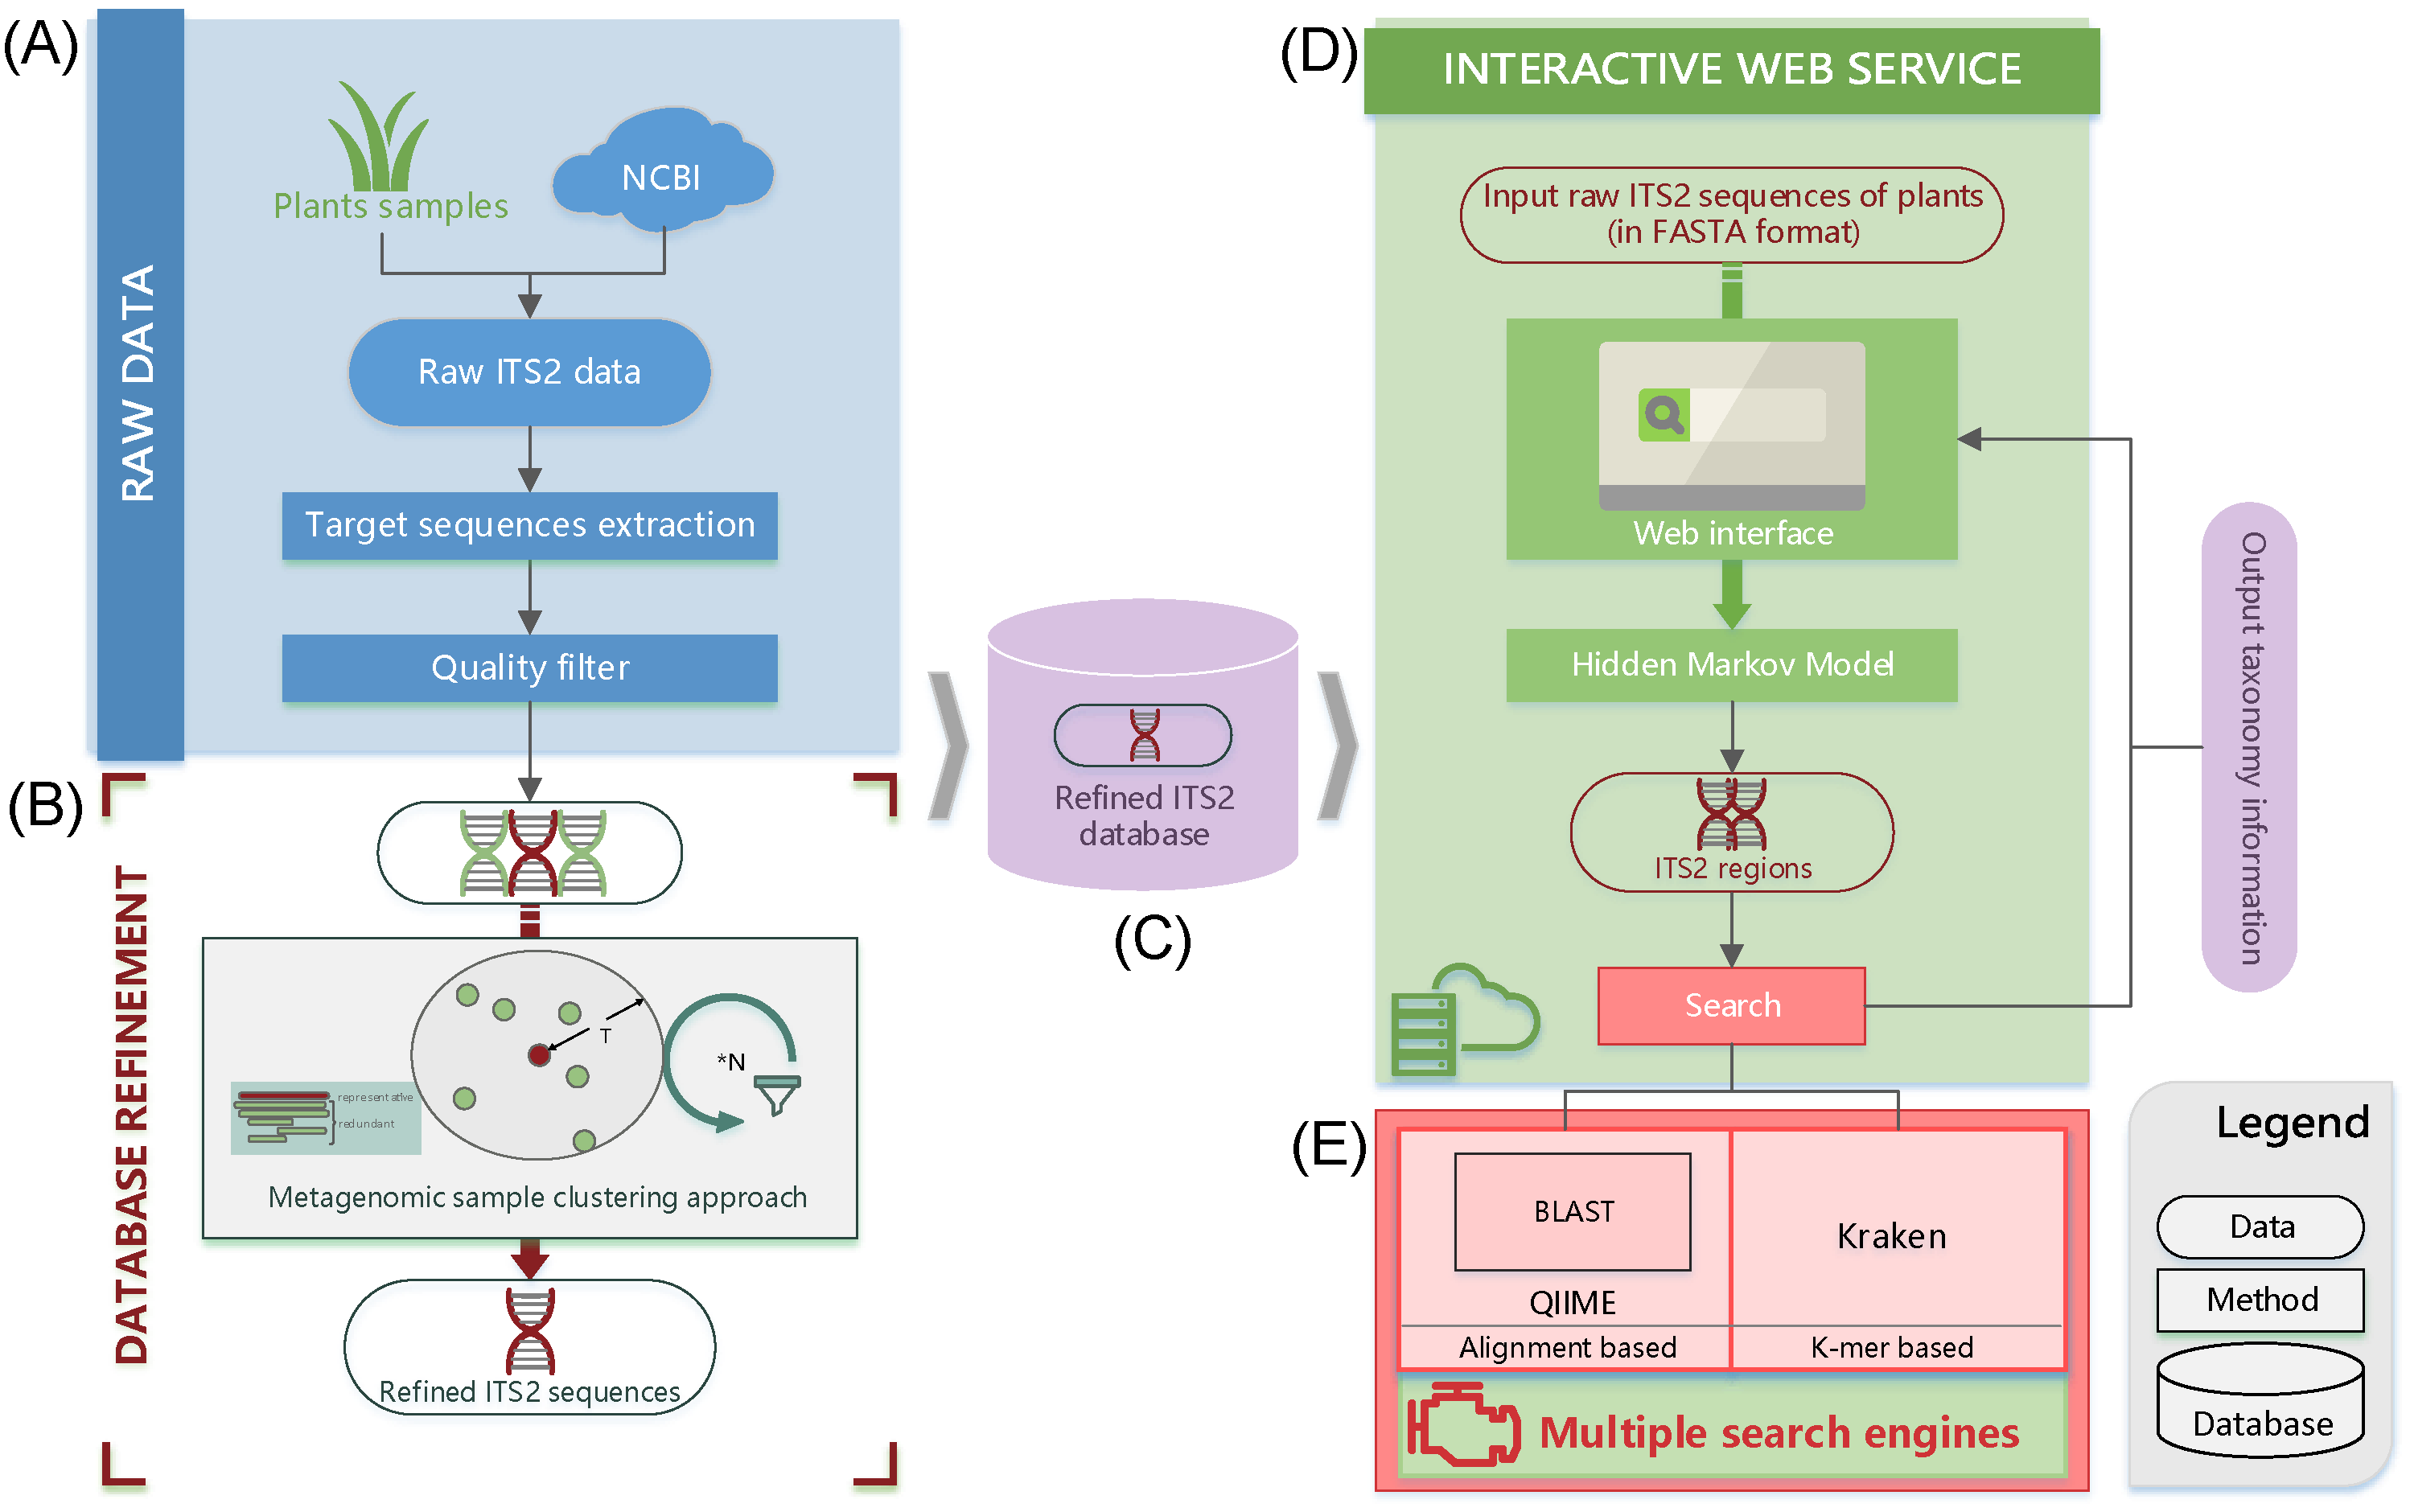 (A)
RAW DATA
Plants samples
NCBI
Raw ITS2 data
Target sequences extraction
Quality filter
(B)
DATABASE REFINEMENT
representative
redundant
T
*N
Metagenomic sample clustering approach
Refined ITS2 sequences
Refined ITS2
database
(C)
(D)
INTERACTIVE WEB SERVICE
Input raw ITS2 sequences of plants
(in FASTA format)
Web interface
Hidden Markov Model
ITS2 regions
Search
Output taxonomy information
(E)
BLAST
QIIME
Alignment based
Kraken
K-mer based
Multiple search engines
Legend
Data
Method
Database